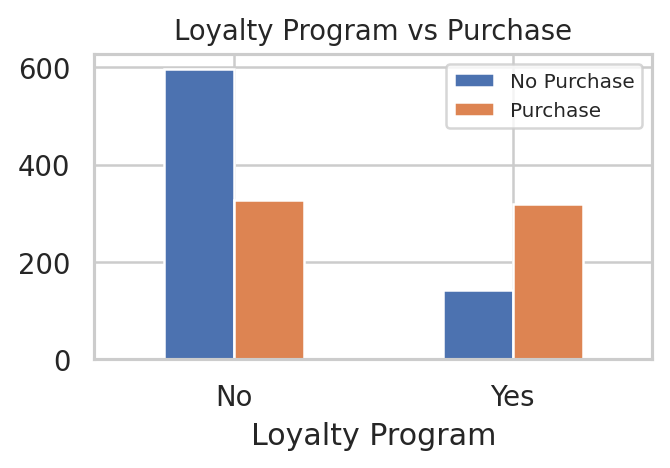 Loyalty Program vs Purchase
600
400
200
0
No Purchase
Purchase
No
Yes
Loyalty Program